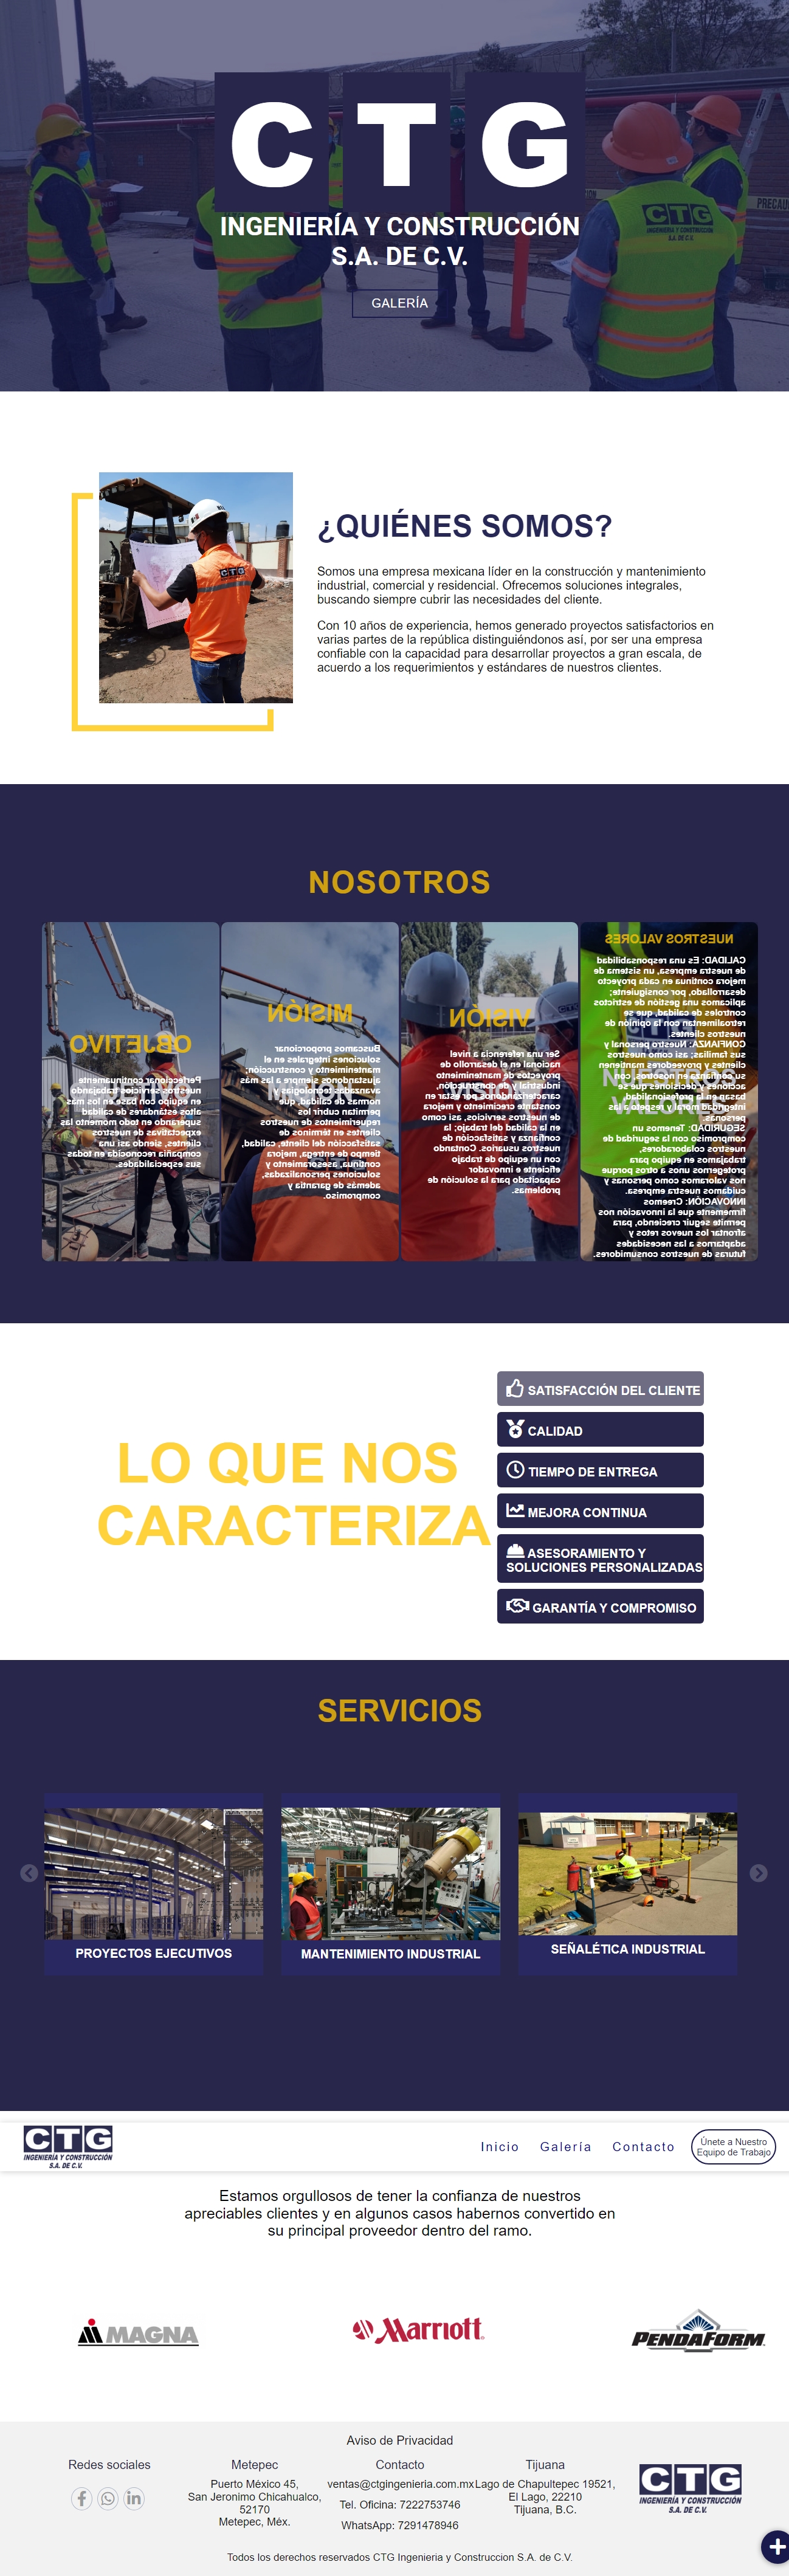 CTG
INGENIERÍA Y CONSTRUCCIÓN
S.A. DE C.V.
GALERÍA
CTG
INGENIERÍA Y CONSTRUCCIÓN
S.A. DE C.V.
CTG
¿QUIÉNES SOMOS?
Somos una empresa mexicana líder en la construcción y mantenimiento
industrial, comercial y residencial. Ofrecemos soluciones integrales,
buscando siempre cubrir las necesidades del cliente.
Con 10 años de experiencia, hemos generado proyectos satisfactorios en
varias partes de la república distinguiéndonos así, por ser una empresa
confiable con la capacidad para desarrollar proyectos a gran escala, de
acuerdo a los requerimientos y estándares de nuestros clientes.
NOSOTROS
OBJETIVO
Perfeccionar continuamente
nuestros servicios trabajando
en equipo con base en los más
altos estándares de calidad
superando en todo momento las
expectativas de nuestros
clientes, siendo así una
compañía reconocida en todas
sus especialidades.
MISIÓN
Buscamos proporcionar
soluciones integrales en el
mantenimiento y construcción;
ajustandonos siempre a las más
avanzadas tecnologías y
normas de calidad, que
permitan cubrir los
requerimientos de nuestros
clientes en términos de
satisfacción del cliente, calidad,
tiempo de entrega, mejora
continua, asesoramiento y
soluciones personalizadas,
además de garantía y
compromiso.
VISIÓN
Ser una referencia a nivel
nacional en el desarrollo de
proyectos de mantenimiento
industrial y de construcción,
caracterizándonos por estar en
constante crecimiento y mejora
de nuestros servicios, así como
en la calidad del trabajo; la
confianza y satisfacción de
nuestros usuarios. Contando
con un equipo de trabajo
eficiente e innovador
capacitado para la solución de
problemas.
NUESTROS VALORES
CALIDAD: Es una responsabilidad
de nuestra empresa, un sistema de
mejora continua en cada proyecto
desarrollado, por consiguiente;
aplicamos una gestión de estrictos
controles de calidad, que se
retroalimentan con la opinión de
nuestros clientes.
CONFIANZA: Nuestro personal y
sus familias; así como nuestros
clientes y proveedores mantienen
su confianza en nosotros, con
acciones y decisiones que se
basan en la profesionalidad,
integridad moral y respeto a las
personas.
SEGURIDAD: Tenemos un
compromiso con la seguridad de
nuestros colaboradores,
trabajamos en equipo para
protegernos unos a otros porque
nos valoramos como personas y
cuidamos nuestra empresa.
INNOVACIÓN: Creemos
firmemente que la innovación nos
permite seguir creciendo, para
afrontar los nuevos retos y
adaptarnos a las necesidades
futuras de nuestros consumidores.
LO QUE NOS
CARACTERIZA
SATISFACCIÓN DEL CLIENTE
CALIDAD
TIEMPO DE ENTREGA
MEJORA CONTINUA
ASESORAMIENTO Y
SOLUCIONES PERSONALIZADAS
GARANTÍA Y COMPROMISO
SERVICIOS
PROYECTOS EJECUTIVOS
MANTENIMIENTO INDUSTRIAL
SEÑALÉTICA INDUSTRIAL
CTG
INGENIERÍA Y CONSTRUCCIÓN
S.A. DE C.V.
Inicio Galería Contacto
Únete a Nuestro
Equipo de Trabajo
Estamos orgullosos de tener la confianza de nuestros
apreciables clientes y en algunos casos habernos convertido en
su principal proveedor dentro del ramo.
MAGNA
Marriott
PENDAFORM
Aviso de Privacidad
Redes sociales
Metepec
Puerto México 45,
San Jeronimo Chicahualco,
52170
Metepec, Méx.
Contacto
ventas@ctgingenieria.com.mx
Tel. Oficina: 7222753746
WhatsApp: 7291478946
Tijuana
Lago de Chapultepec 19521,
El Lago, 22210
Tijuana, B.C.
CTG
INGENIERÍA Y CONSTRUCCIÓN
S.A. DE C.V.
Todos los derechos reservados CTG Ingenieria y Construccion S.A. de C.V.